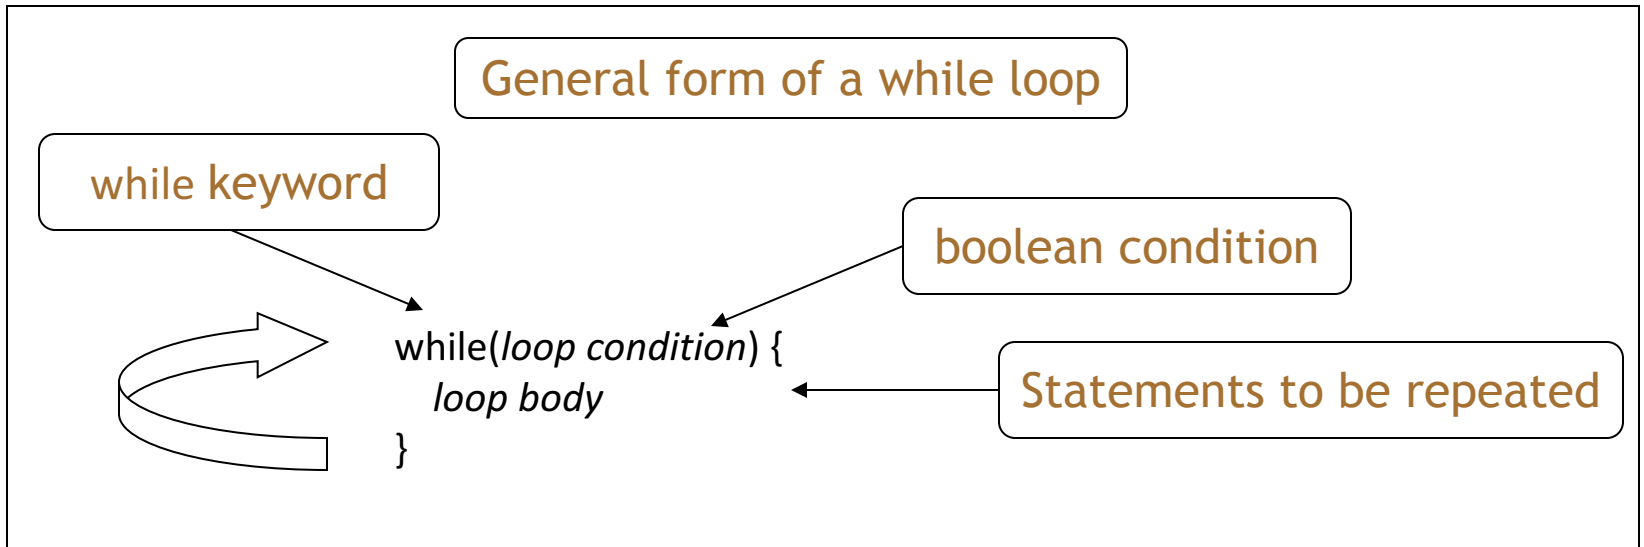 General form of a while loop
while keyword
boolean condition
while(loop condition) {
loop body
Statements to be repeated
}